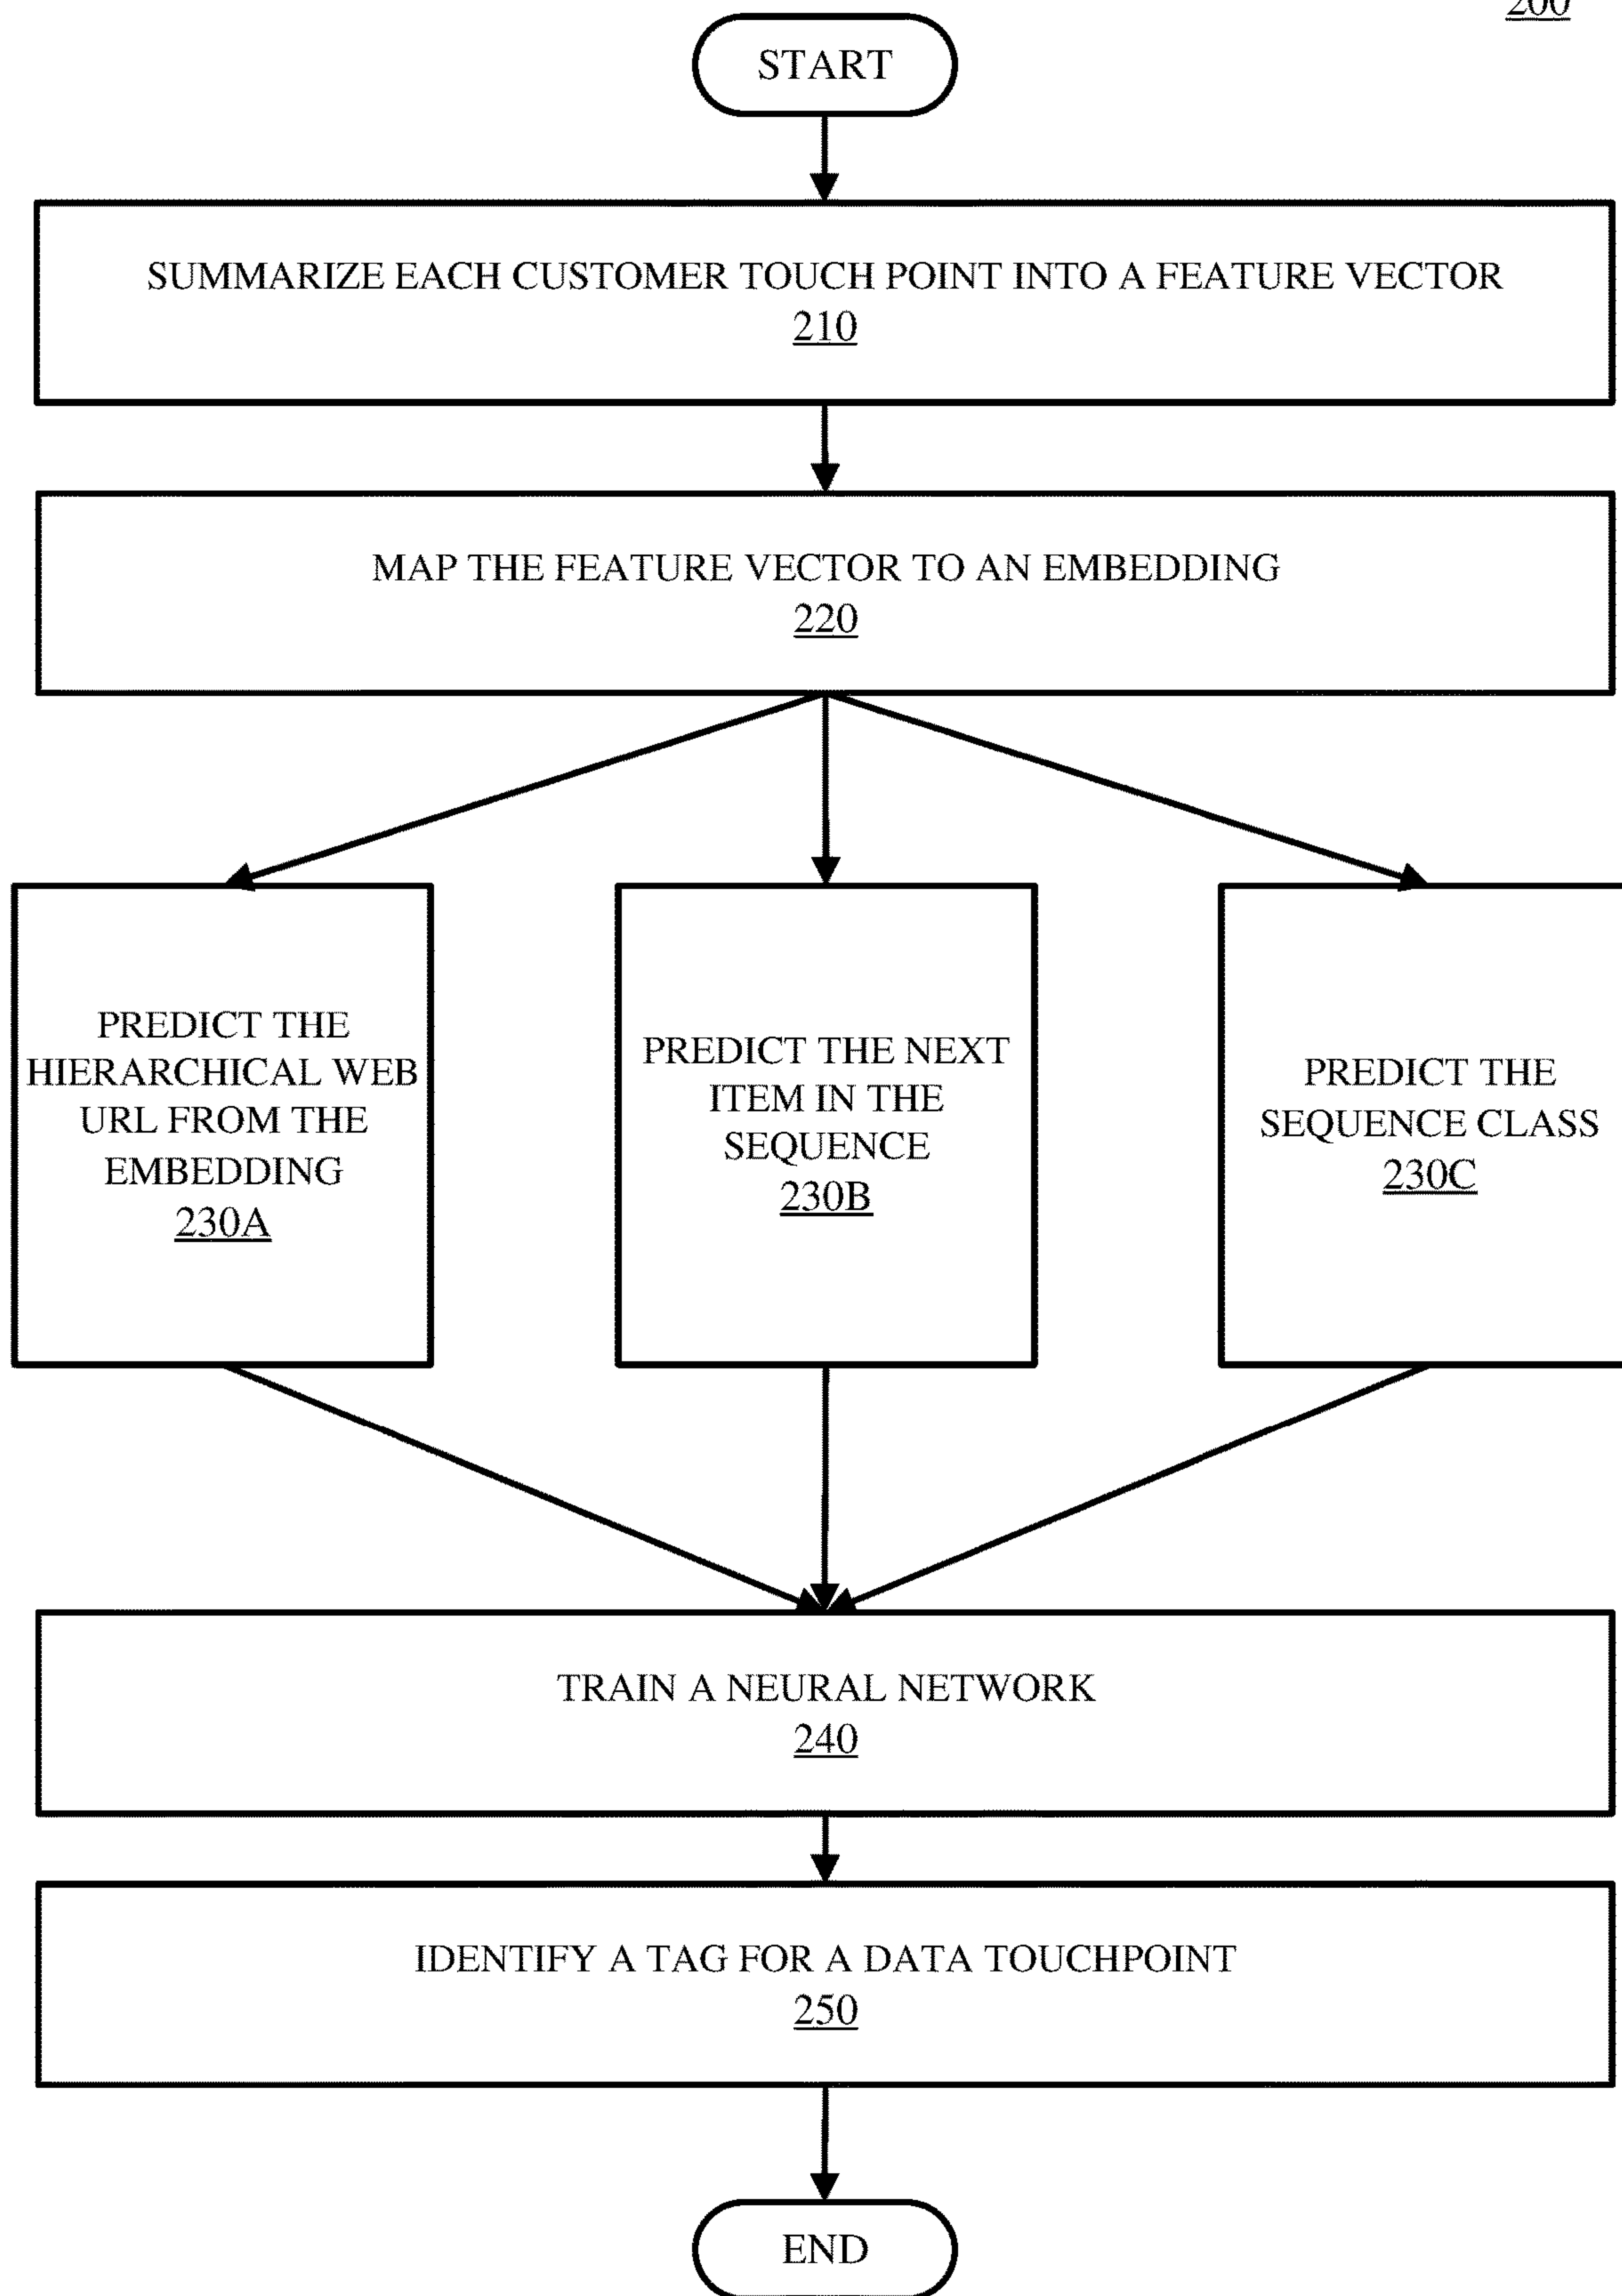 200
START
SUMMARIZE EACH CUSTOMER TOUCH POINT INTO A FEATURE VECTOR
210
MAP THE FEATURE VECTOR TO AN EMBEDDING
220
PREDICT THE
HIERARCHICAL WEB
URL FROM THE
EMBEDDING
230A
PREDICT THE NEXT
ITEM IN THE
SEQUENCE
230B
PREDICT THE
SEQUENCE CLASS
230C
TRAIN A NEURAL NETWORK
240
IDENTIFY A TAG FOR A DATA TOUCHPOINT
250
END